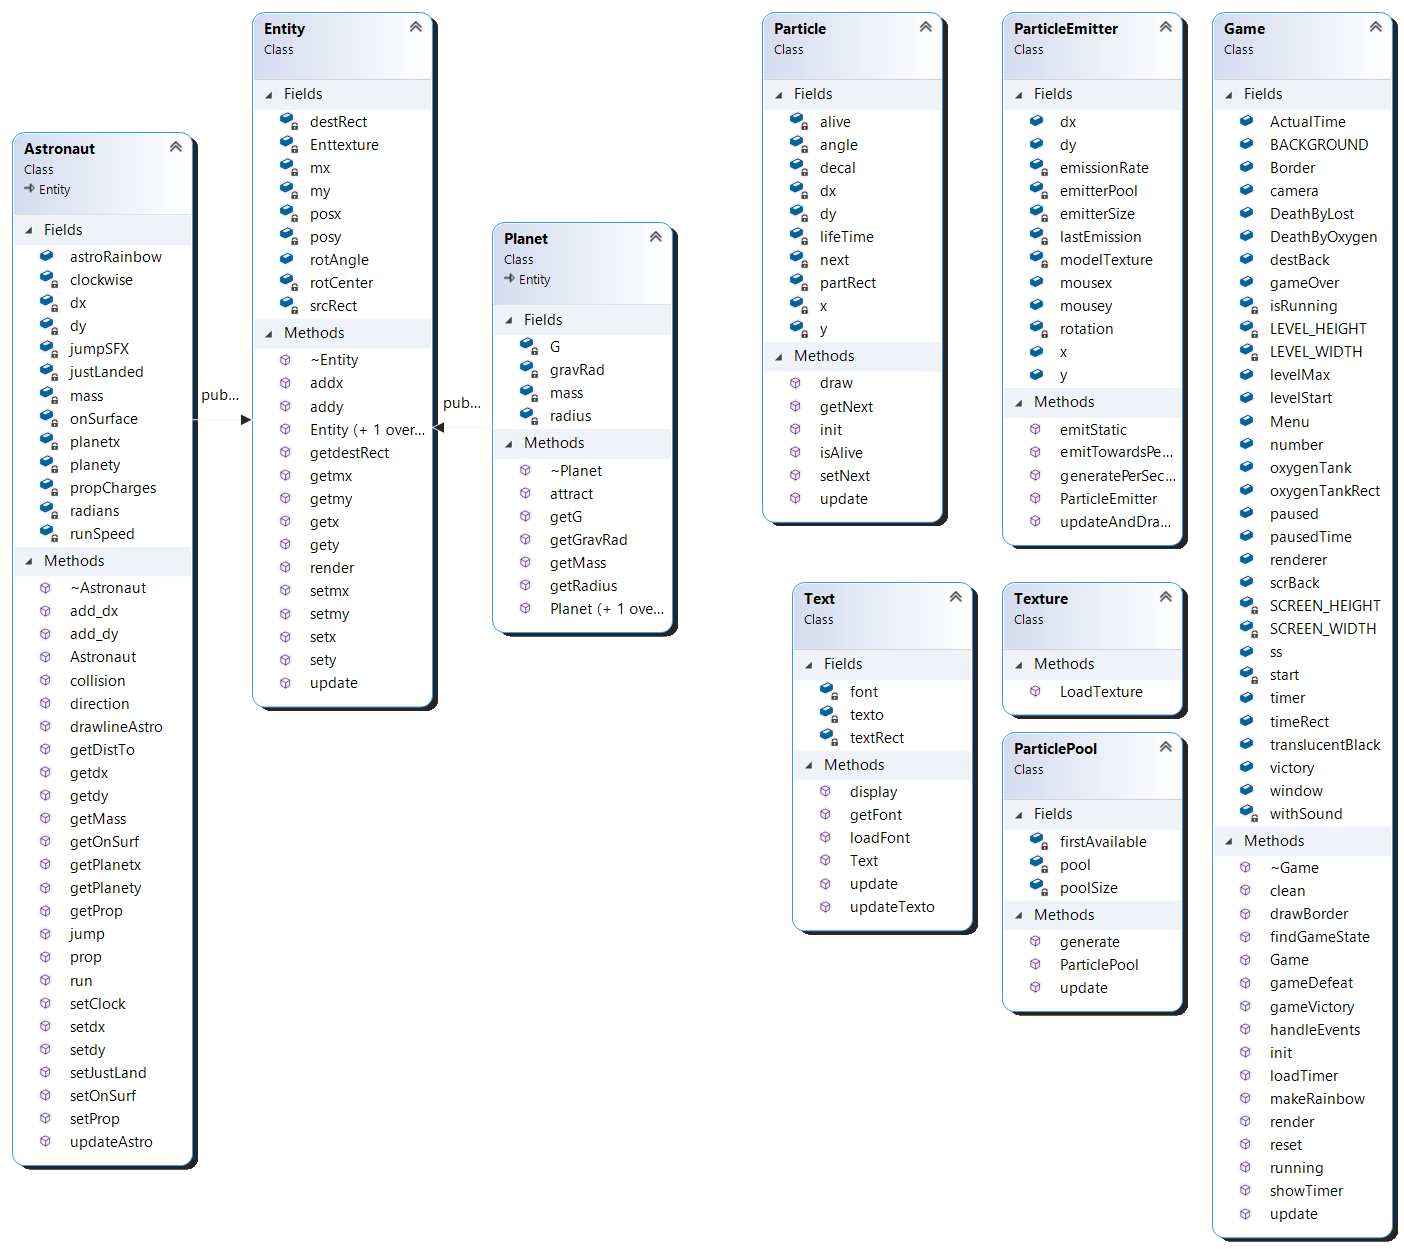 Astronaut
Class
Entity
Fields
astroRainbow
clockwise
dx
dy
jumpSFX
justLanded
mass
onSurface
planetx
planety
propCharges
radians
runSpeed
Methods
~Astronaut
add_dx
add_dy
Astronaut
collision
direction
drawlineAstro
getDistTo
getdx
getdy
getMass
getOnSurf
getPlanetx
getPlanety
getProp
jump
prop
run
setClock
setdx
setdy
setJustLand
setOnSurf
setProp
updateAstro
pub...
Entity
Class
Fields
destRect
Enttexture
mx
my
posx
posy
rotAngle
rotCenter
srcRect
Methods
~Entity
addx
addy
Entity (+ 1 over...
getdestRect
getmx
getmy
getx
gety
render
setmx
setmy
setx
sety
update
pub...
Planet
Class
Entity
Fields
G
gravRad
mass
radius
Methods
~Planet
attract
getG
getGravRad
getMass
getRadius
Planet (+ 1 ove...
Particle
Class
Fields
alive
angle
decal
dx
dy
lifeTime
next
partRect
x
y
Methods
draw
getNext
init
isAlive
setNext
update
Text
Class
Fields
font
texto
textRect
Methods
display
getFont
loadFont
Text
update
updateTexto
ParticleEmitter
Class
Fields
dx
dy
emissionRate
emitterPool
emitterSize
lastEmission
modelTexture
mousex
mousey
rotation
x
y
Methods
emitStatic
emitTowardsPe...
generatePerSec...
ParticleEmitter
updateAndDra...
Texture
Class
Methods
LoadTexture
ParticlePool
Class
Fields
firstAvailable
pool
poolSize
Methods
generate
ParticlePool
update
Game
Class
Fields
ActualTime
BACKGROUND
Border
camera
DeathByLost
DeathByOxygen
destBack
gameOver
isRunning
LEVEL_HEIGHT
LEVEL_WIDTH
levelMax
levelStart
Menu
number
oxygenTank
oxygenTankRect
paused
pausedTime
renderer
scrBack
SCREEN_HEIGHT
SCREEN_WIDTH
ss
start
timer
timeRect
translucentBlack
victory
window
withSound
Methods
~Game
clean
drawBorder
findGameState
Game
gameDefeat
gameVictory
handleEvents
init
loadTimer
makeRainbow
render
reset
running
showTimer
update